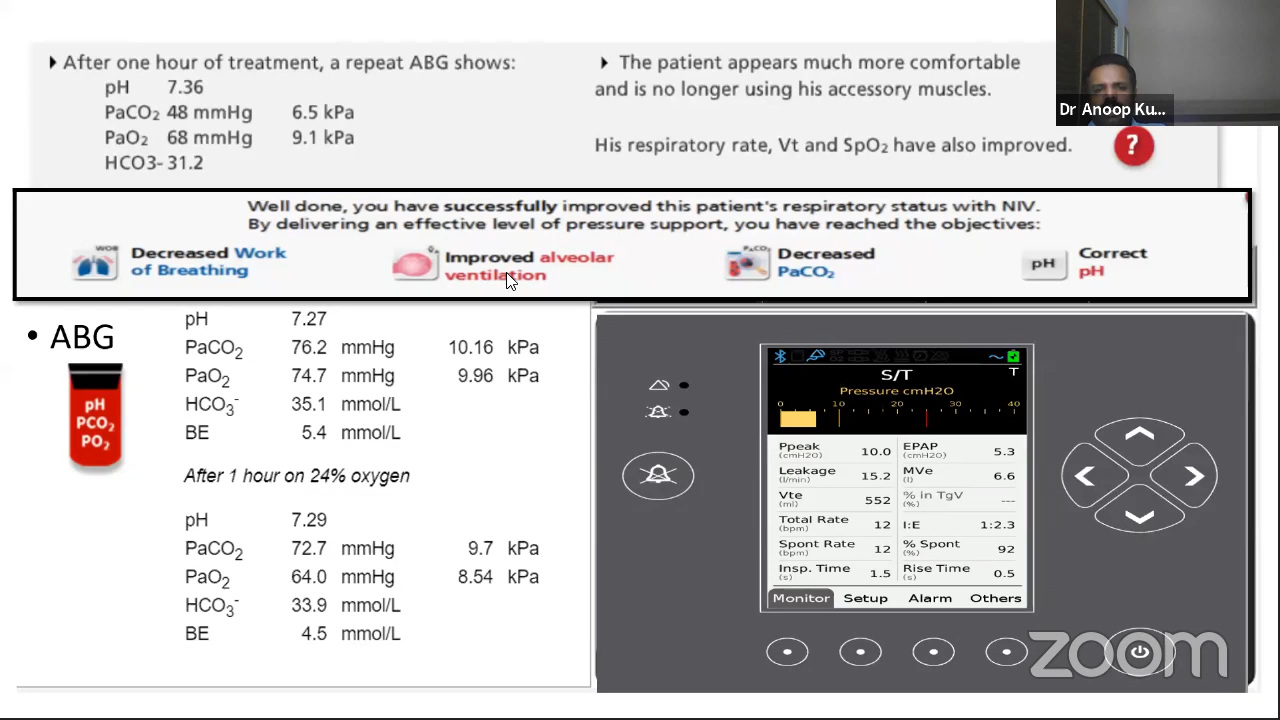 After one hour of treatment, a repeat ABG shows:
pH 7.36
PaCO2 48 mmHg 6.5 kPa
PaO2 68 mmHg 9.1 kPa
HCO3- 31.2
The patient appears much more comfortable
and is no longer using his accessory muscles.
His respiratory rate, Vt and SpO2 have also improved.
?
Dr Anoop Ku...
Well done, you have successfully improved this patient's respiratory status with NIV.
By delivering an effective level of pressure support, you have reached the objectives:
WOB
Decreased Work
of Breathing
Improved alveolar
ventilation
PaCO2
Decreased
PaCO2
pH
Correct
pH
• ABG
pH
PCO2
PO2
pH 7.27
PaCO2 76.2 mmHg 10.16 kPa
PaO2 74.7 mmHg 9.96 kPa
HCO3- 35.1 mmol/L
BE 5.4 mmol/L
After 1 hour on 24% oxygen
pH 7.29
PaCO2 72.7 mmHg 9.7 kPa
PaO2 64.0 mmHg 8.54 kPa
HCO3- 33.9 mmol/L
BE 4.5 mmol/L
S/T
T
Pressure cmH2O
0 10 20 30 40
Ppeak (cmH2O) 10.0 EPAP (cmH2O) 5.3
Leakage (l/min) 15.2 MVe (l) 6.6
Vte (ml) 552 % in TgV (%) ---
Total Rate (bpm) 12 I:E 1:2.3
Spont Rate (bpm) 12 % Spont (%) 92
Insp. Time (s) 1.5 Rise Time (s) 0.5
Monitor Setup Alarm Others
zoom